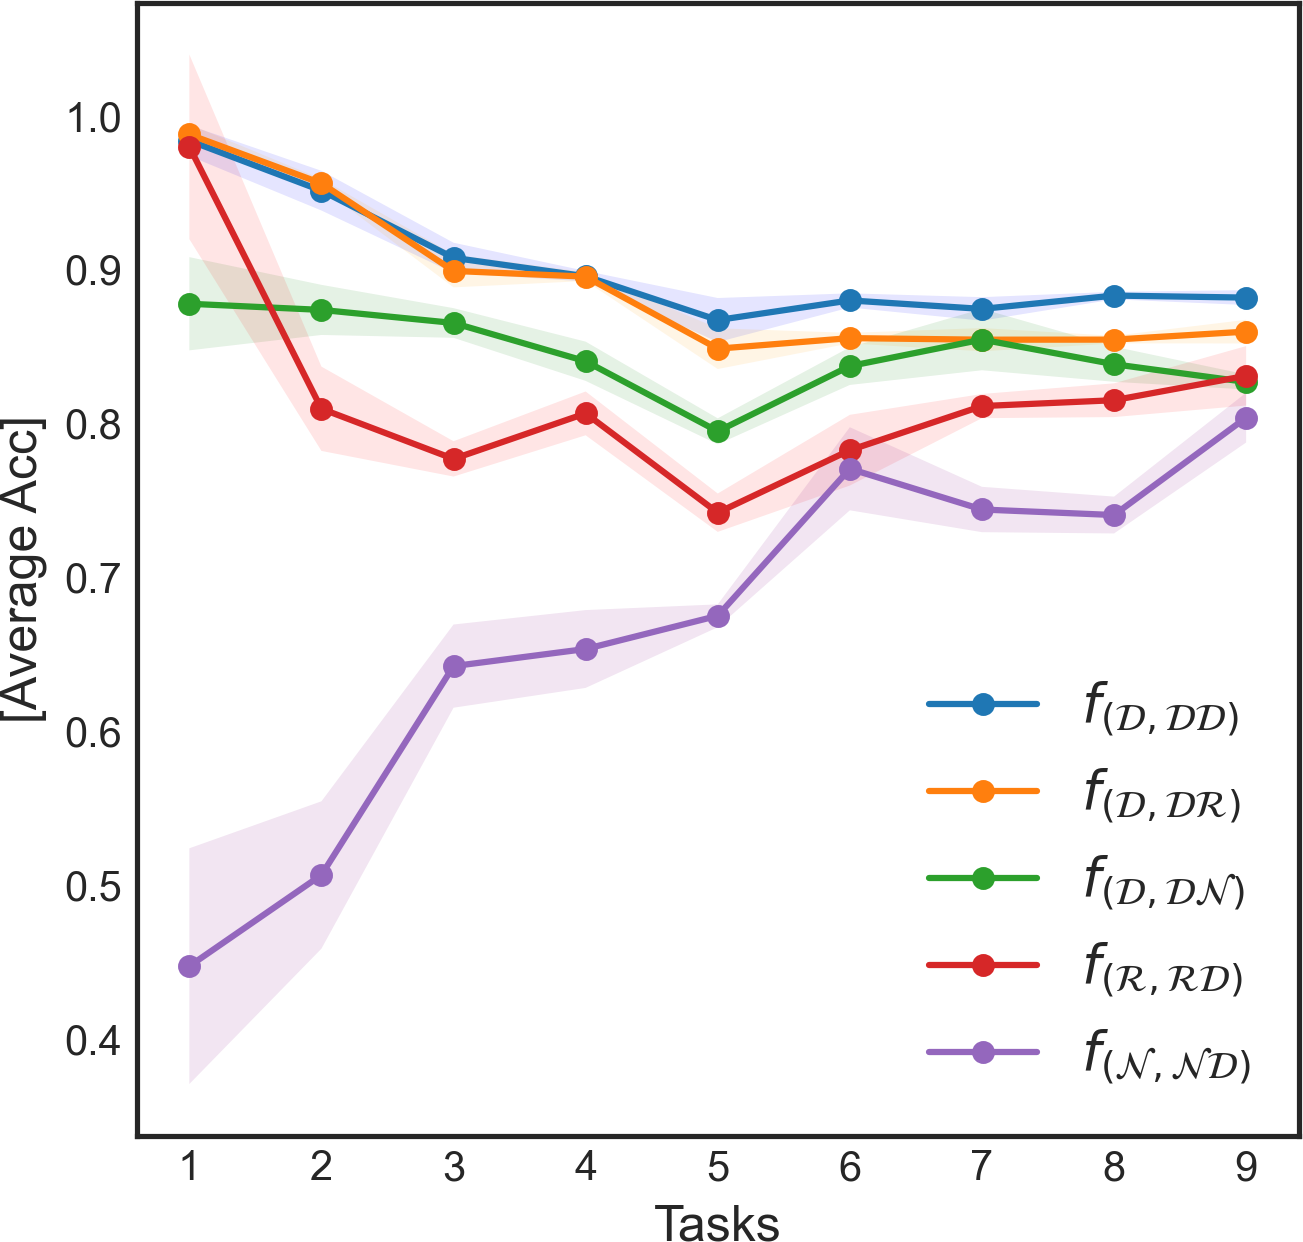 1.0
0.9
0.8
0.7
0.6
0.5
0.4
[Average Acc]
f(𝒟, 𝒟𝒟)
f(𝒟, 𝒟ℛ)
f(𝒟, 𝒟𝒩)
f(ℛ, ℛ𝒟)
f(𝒩, 𝒩𝒟)
1 2 3 4 5 6 7 8 9
Tasks